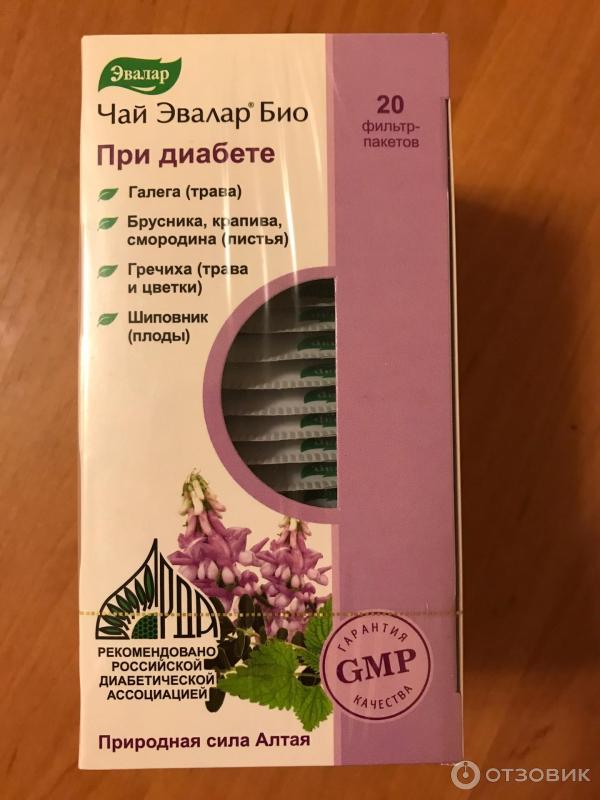 Эвалар
Чай Эвалар® Био
При диабете
20
фильтр-
пакетов
Галега (трава)
Брусника, крапива,
смородина (листья)
Гречиха (трава
и цветки)
Шиповник
(плоды)
РДА
РЕКОМЕНДОВАНО
РОССИЙСКОЙ
ДИАБЕТИЧЕСКОЙ
АССОЦИАЦИЕЙ
ГАРАНТИЯ
GMP
КАЧЕСТВА
Природная сила Алтая
ОТЗОВИК